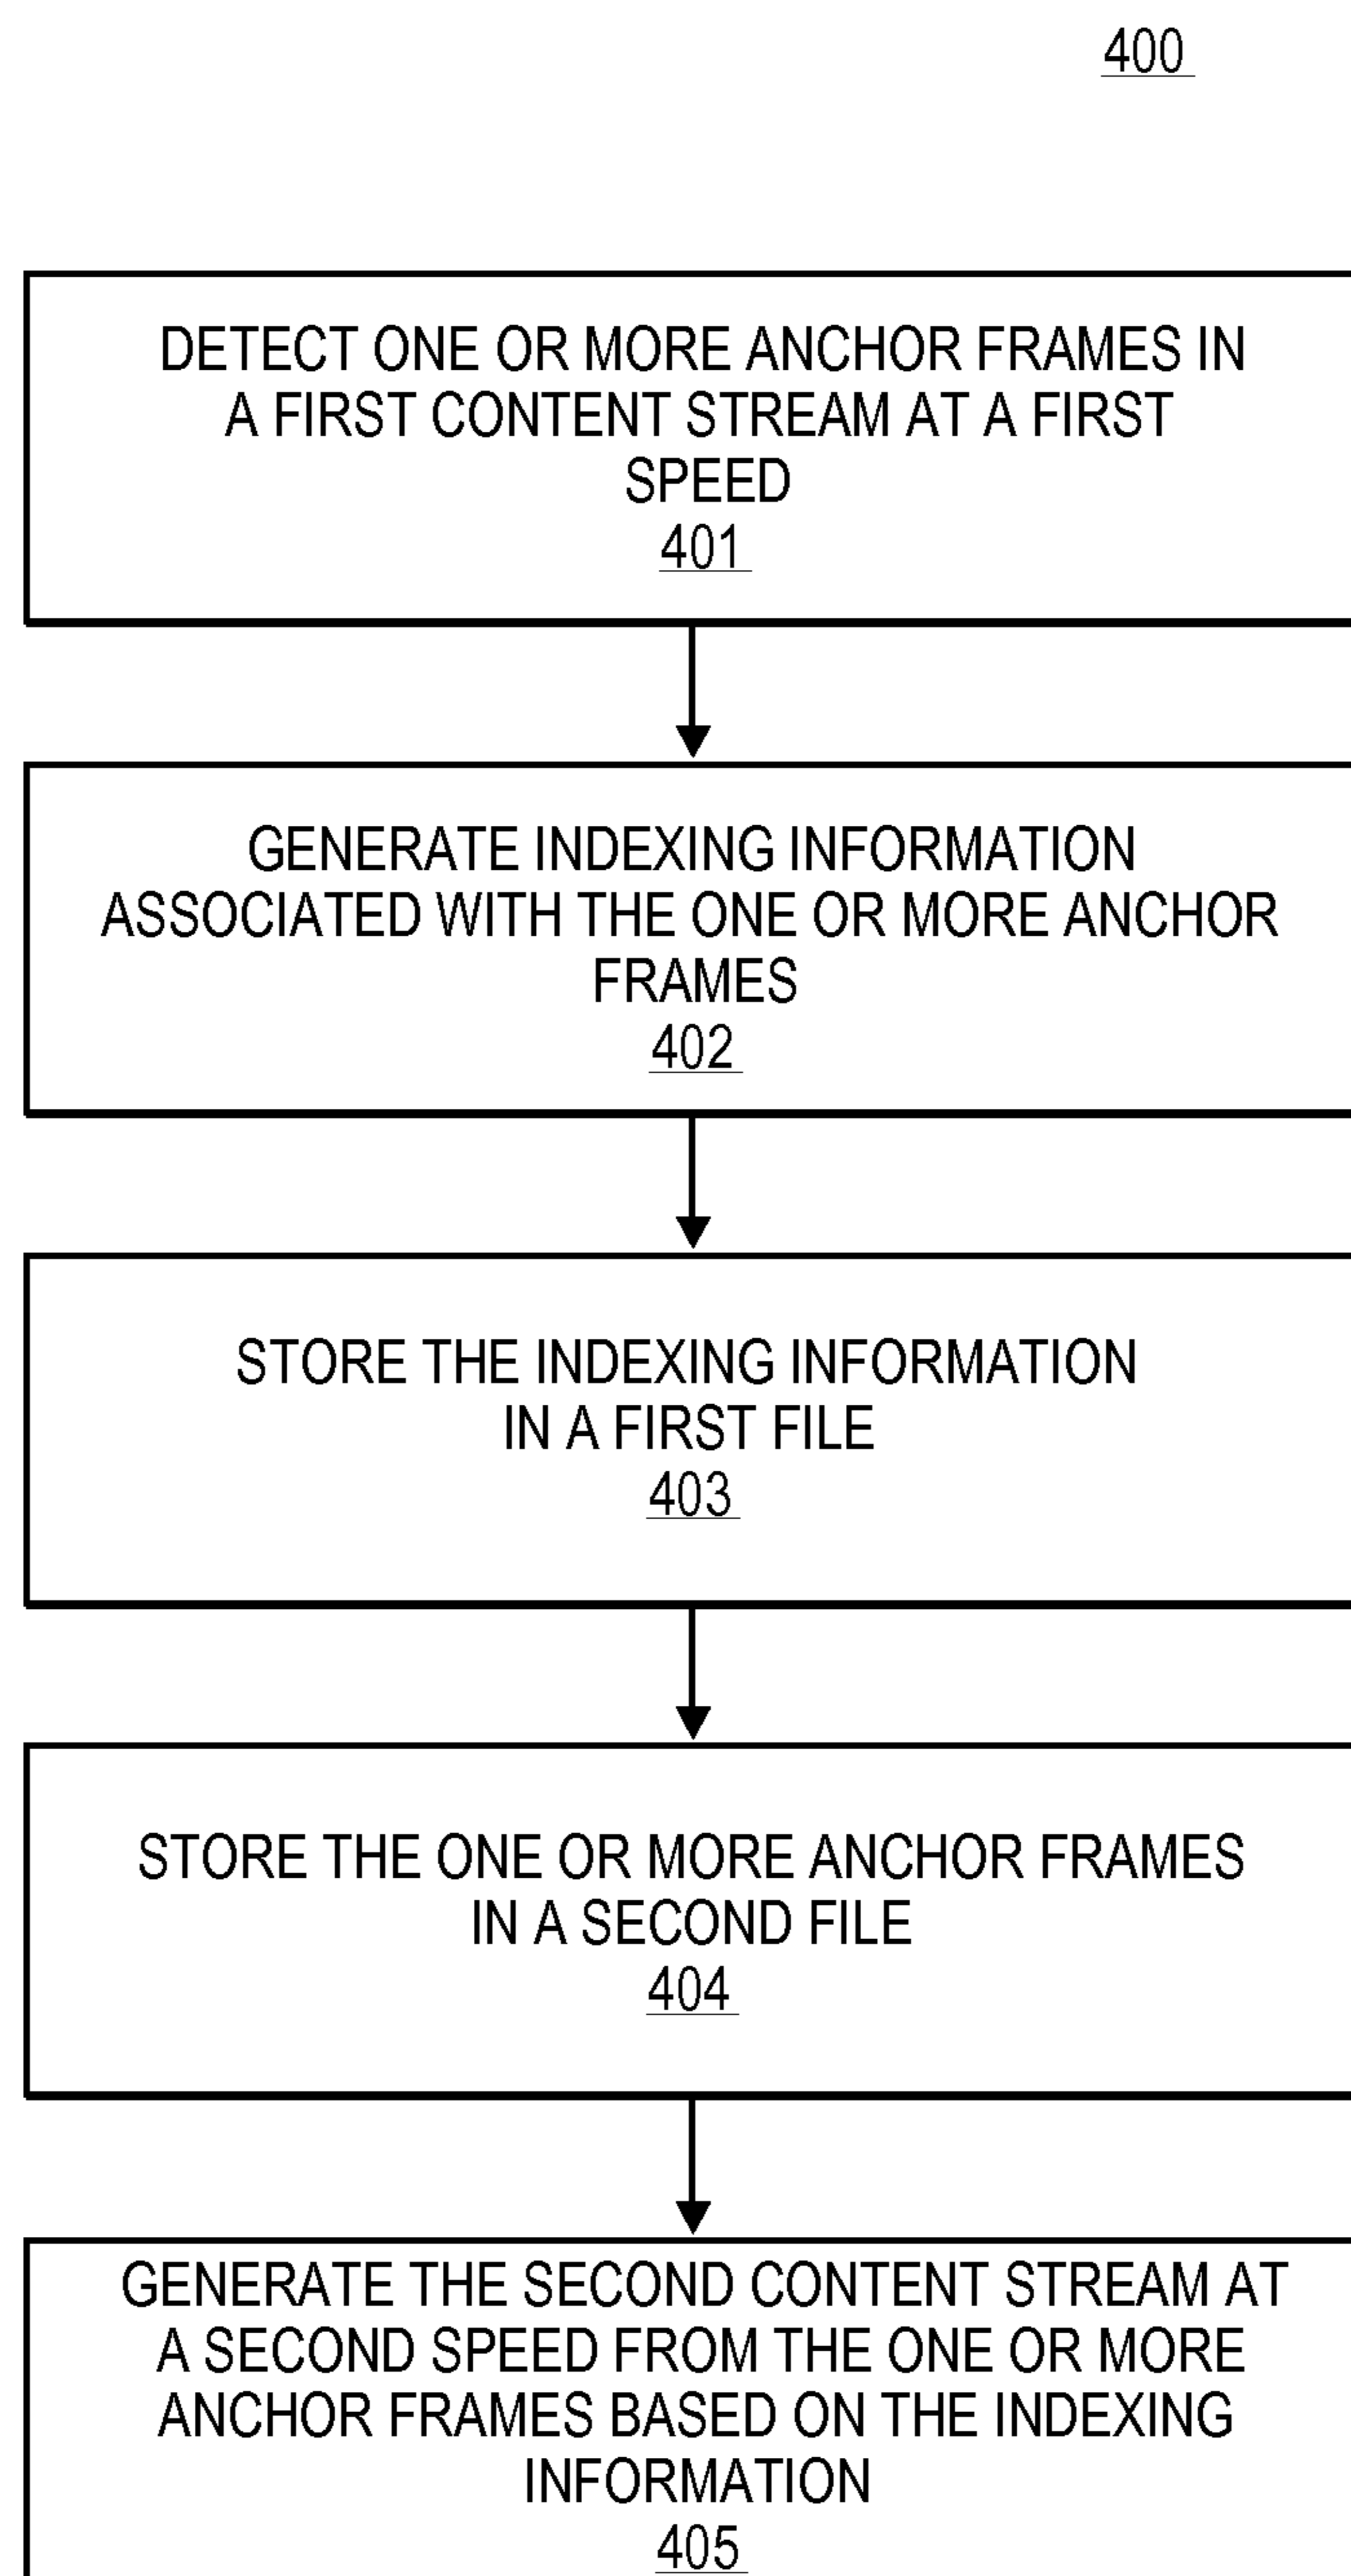 400
DETECT ONE OR MORE ANCHOR FRAMES IN
A FIRST CONTENT STREAM AT A FIRST
SPEED
401
GENERATE INDEXING INFORMATION
ASSOCIATED WITH THE ONE OR MORE ANCHOR
FRAMES
402
STORE THE INDEXING INFORMATION
IN A FIRST FILE
403
STORE THE ONE OR MORE ANCHOR FRAMES
IN A SECOND FILE
404
GENERATE THE SECOND CONTENT STREAM AT
A SECOND SPEED FROM THE ONE OR MORE
ANCHOR FRAMES BASED ON THE INDEXING
INFORMATION
405